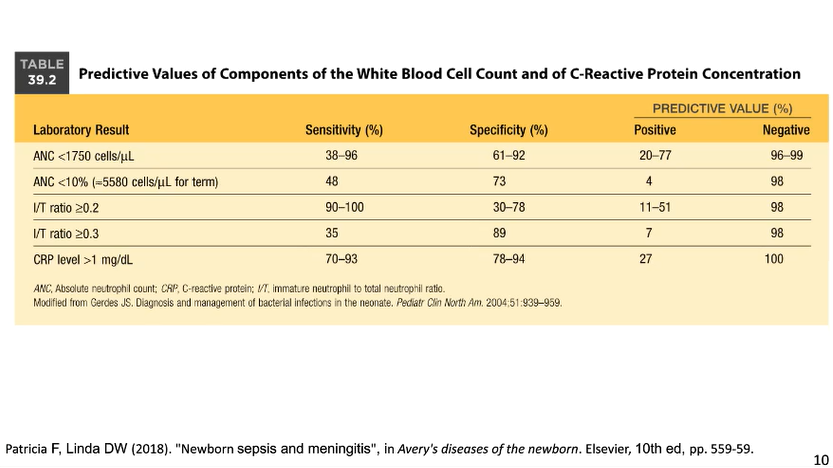 TABLE
39.2
Predictive Values of Components of the White Blood Cell Count and of C-Reactive Protein Concentration
PREDICTIVE VALUE (%)
Laboratory Result Sensitivity (%) Specificity (%) Positive Negative
ANC <1750 cells/µL 38–96 61–92 20–77 96–99
ANC <10% (≈5580 cells/µL for term) 48 73 4 98
I/T ratio ≥0.2 90–100 30–78 11–51 98
I/T ratio ≥0.3 35 89 7 98
CRP level >1 mg/dL 70–93 78–94 27 100
ANC, Absolute neutrophil count; CRP, C-reactive protein; I/T, immature neutrophil to total neutrophil ratio.
Modified from Gerdes JS. Diagnosis and management of bacterial infections in the neonate. Pediatr Clin North Am. 2004:51:939–959.
Patricia F, Linda DW (2018). "Newborn sepsis and meningitis", in Avery's diseases of the newborn. Elsevier, 10th ed, pp. 559-59.
10